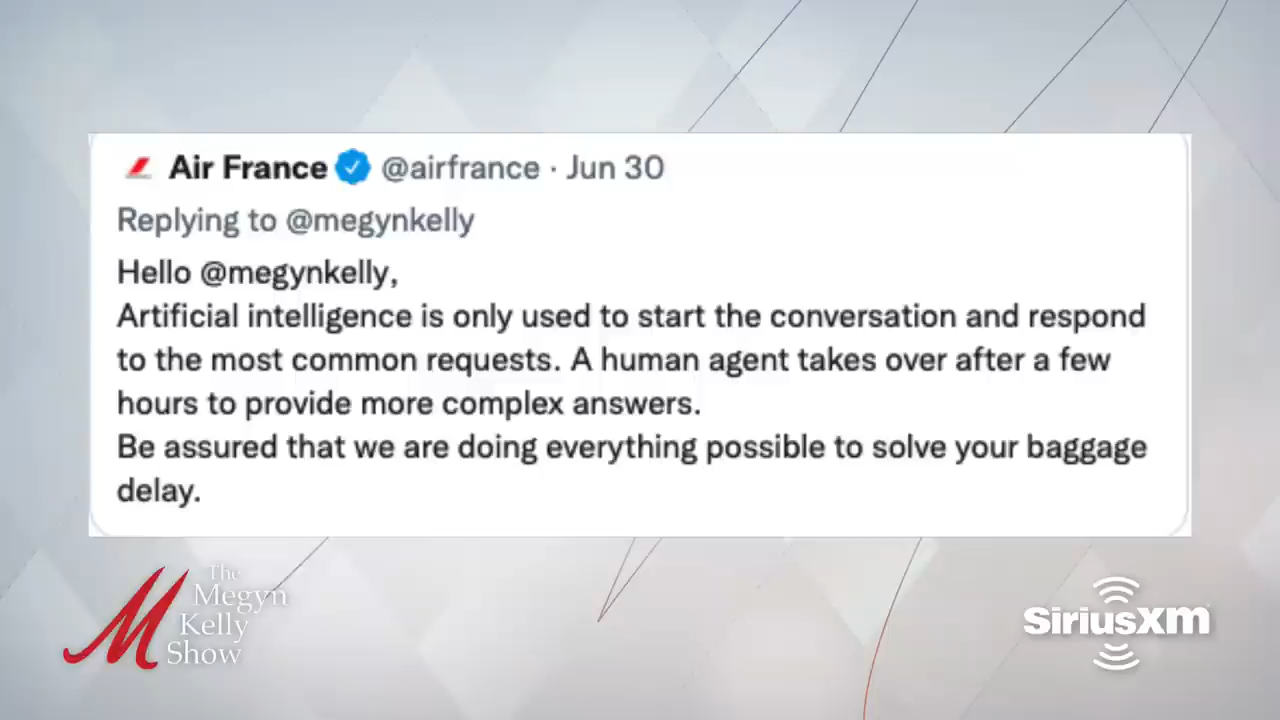 Air France @airfrance · Jun 30
Replying to @megynkelly
Hello @megynkelly,
Artificial intelligence is only used to start the conversation and respond
to the most common requests. A human agent takes over after a few
hours to provide more complex answers.
Be assured that we are doing everything possible to solve your baggage
delay.
M
The
Megyn
Kelly
Show
SiriusXM